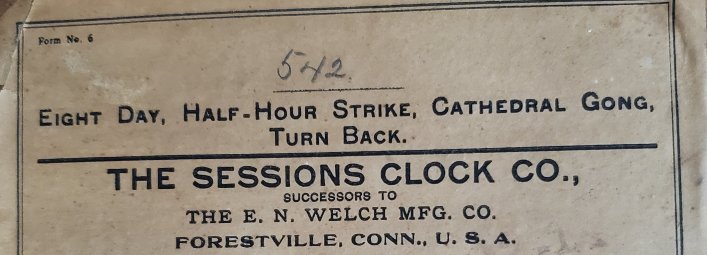 Form No. 6
542
EIGHT DAY, HALF-HOUR STRIKE, CATHEDRAL GONG,
TURN BACK.
THE SESSIONS CLOCK CO.,
SUCCESSORS TO
THE E. N. WELCH MFG. CO.
FORESTVILLE, CONN., U. S. A.